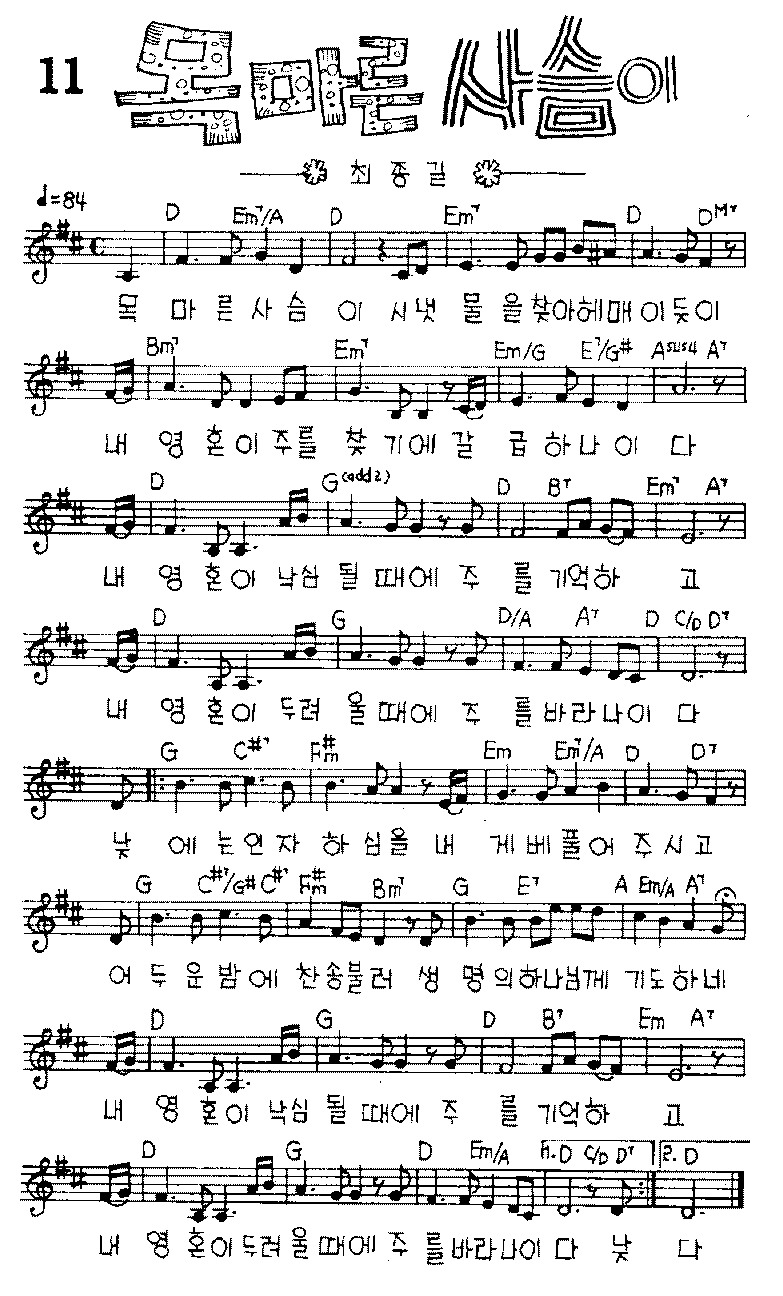 11 목마른 사슴이
최종길
♩=84
D Em7/A D Em7 D DM7
목 마 른 사 슴 이 시 냇 물 을 찾아헤매 이 듯 이
Bm7 Em7 Em/G E7/G# Asus4 A7
내 영 혼 이 주 를 찾 기 에 갈 급 하 나 이 다
D G(add2) D B7 Em7 A7
내 영 혼 이 낙심 될 때 에 주 를 기억하 고
D G D/A A7 D C/D D7
내 영 혼 이 두려 울 때 에 주 를 바라나이 다
G C#7 F#m Em Em7/A D D7
낮 에 는 인 자 하 심 을 내 게 베 풀 어 주 시 고
G C#7/G# C#7 F#m Bm7 G E7 A Em/A A7
어 두 운 밤 에 찬 송불러 생 명 의하나님께 기 도 하 네
D G D B7 Em A7
내 영 혼 이 낙심 될 때 에 주 를 기억하 고
D G D Em/A 1. D C/D D7 2. D
내 영 혼 이 두려 울 때 에 주 를 바라나이 다 낮 다